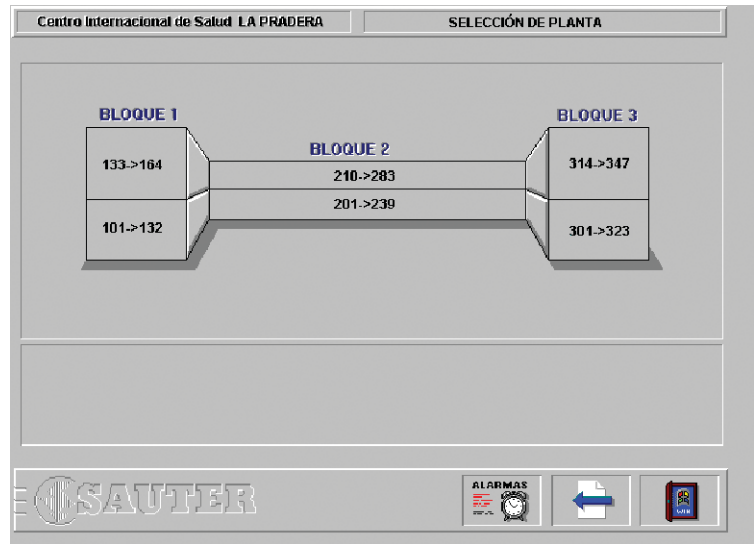 Centro Internacional de Salud LA PRADERA
SELECCIÓN DE PLANTA
BLOQUE 1
BLOQUE 3
BLOQUE 2
133->164
314->347
210->283
201->239
101->132
301->323
SAUTER
ALARMAS
WIN